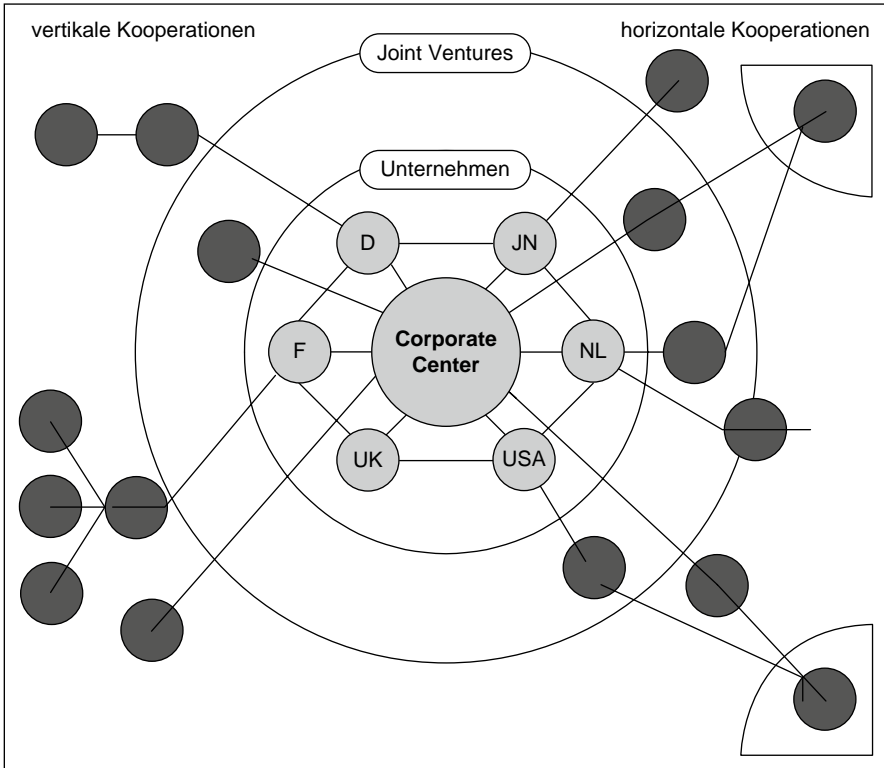 vertikale Kooperationen
horizontale Kooperationen
Joint Ventures
Unternehmen
D
JN
F
Corporate
Center
NL
UK
USA